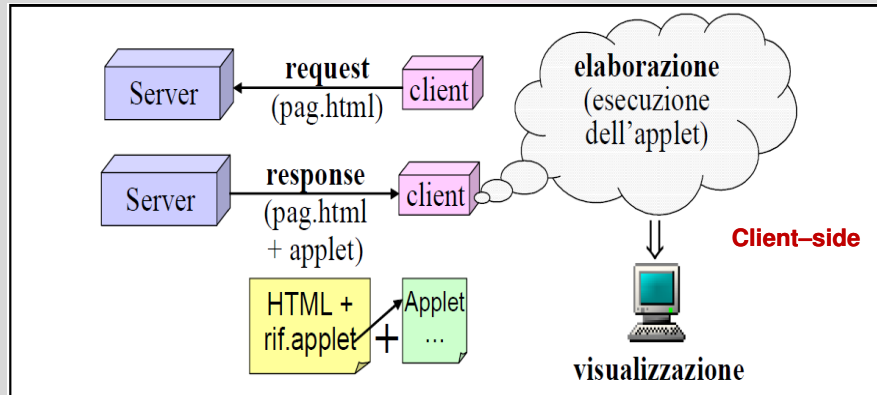 request
Server
client
(pag.html)
elaborazione
(esecuzione
dell'applet)
response
Server
client
(pag.html
+ applet)
Client–side
HTML +
rif.applet
+
Applet
...
visualizzazione